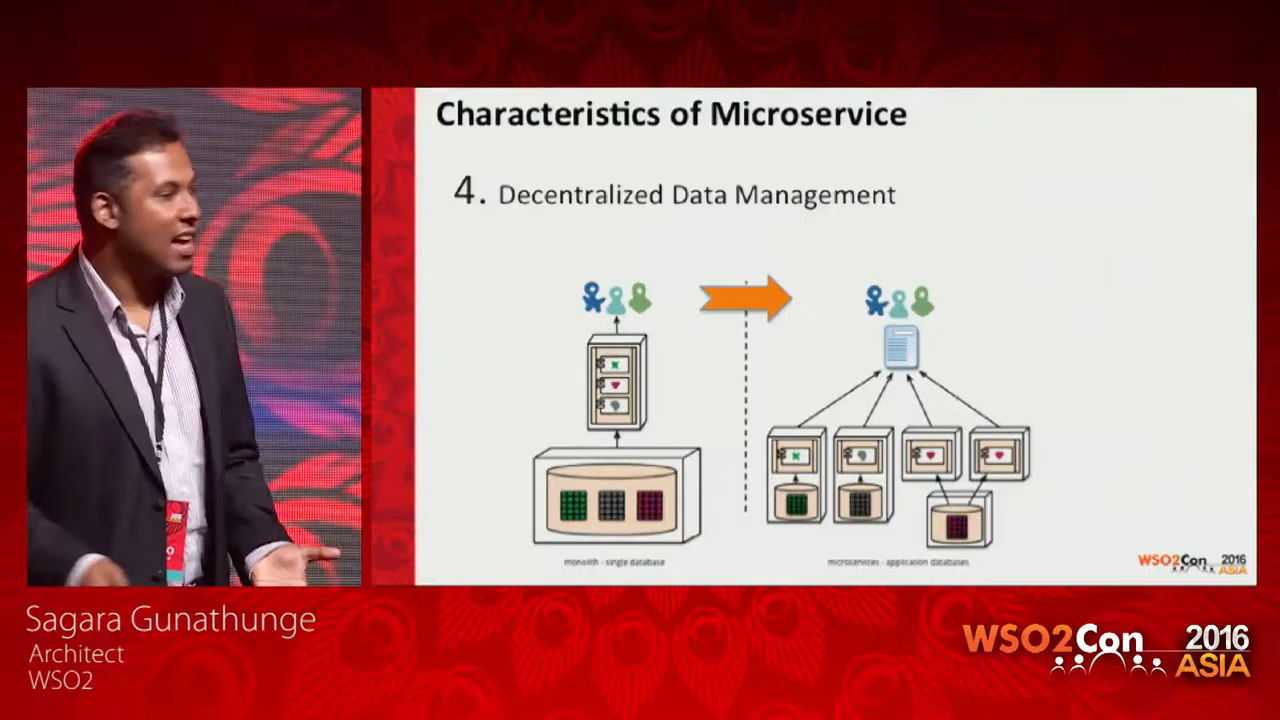 Characteristics of Microservice
4. Decentralized Data Management
monolith - single database
microservices - application databases
WSO2Con 2016
ASIA
Sagara Gunathunge
Architect
WSO2
WSO2Con 2016
ASIA